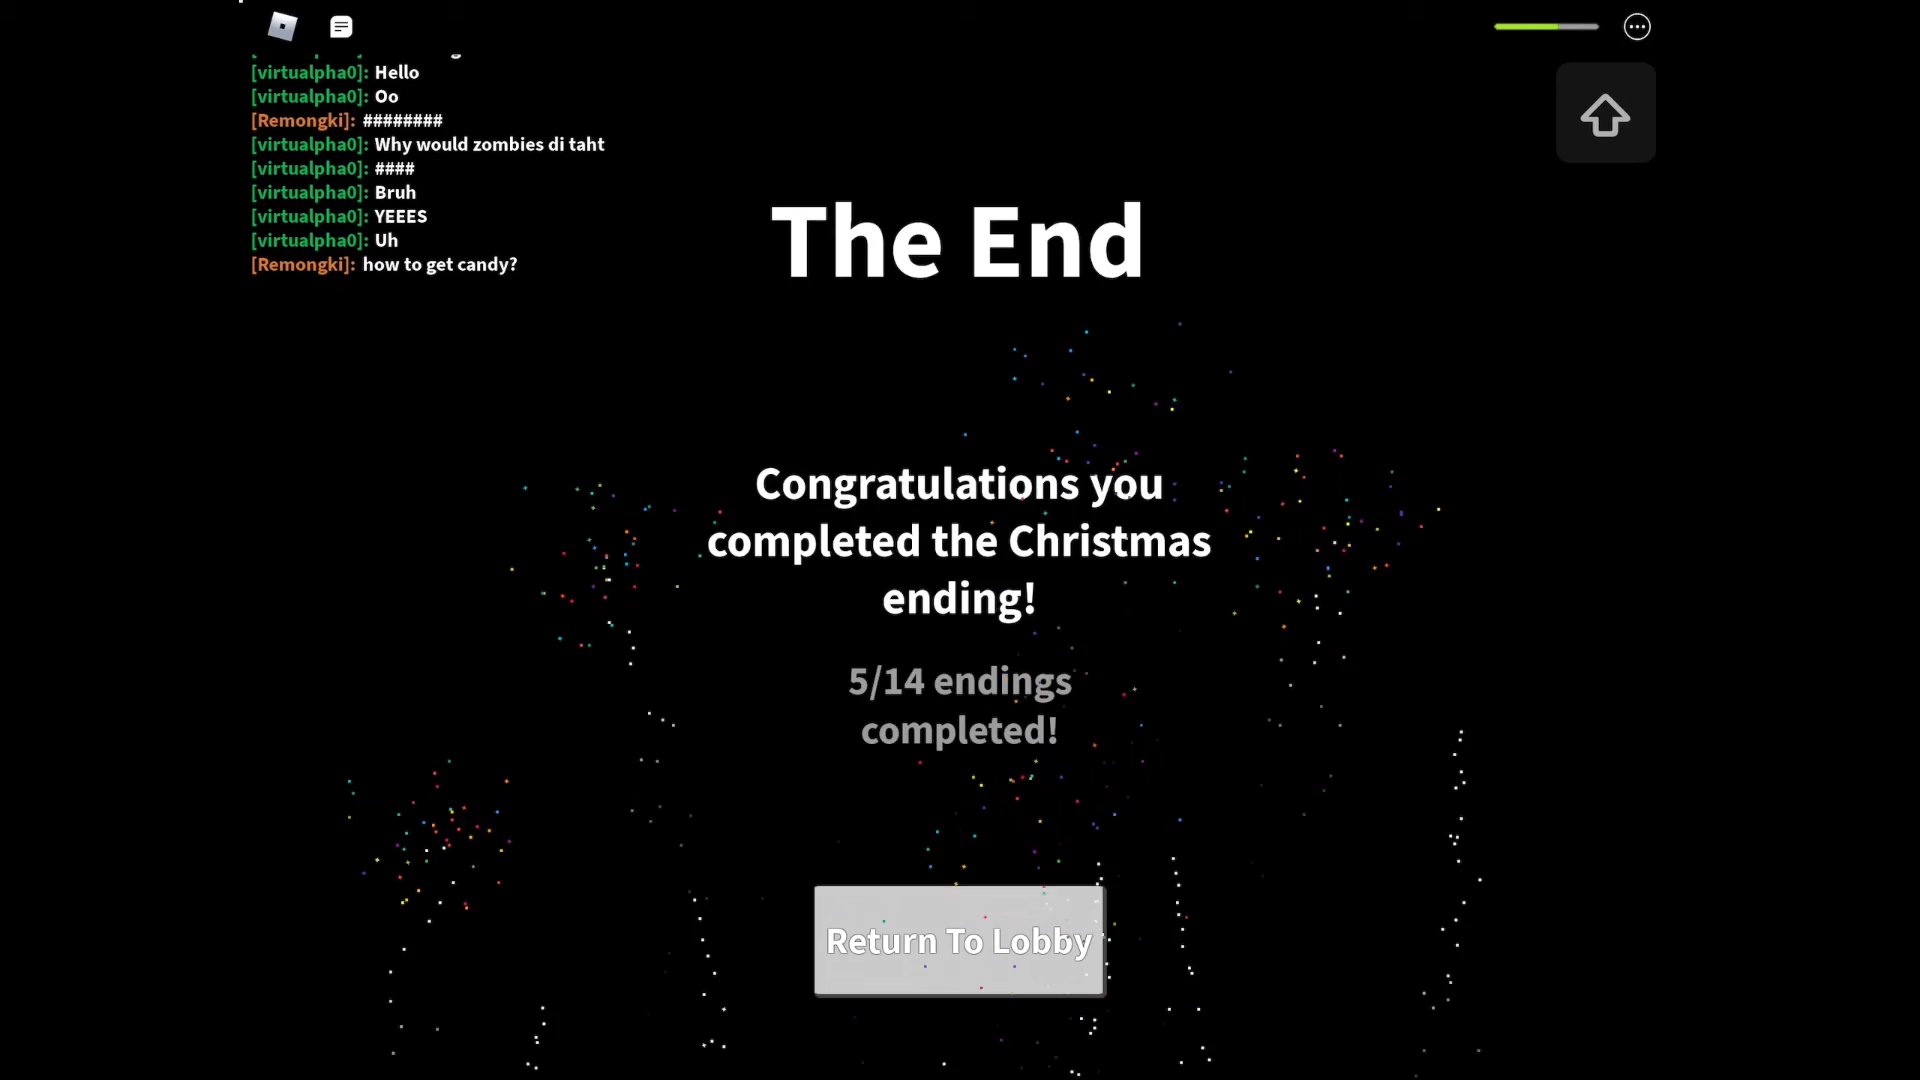 [virtualpha0]: Hello
[virtualpha0]: Oo
[Remongki]: ########
[virtualpha0]: Why would zombies di taht
[virtualpha0]: ####
[virtualpha0]: Bruh
[virtualpha0]: YEEES
[virtualpha0]: Uh
[Remongki]: how to get candy?
The End
Congratulations you
completed the Christmas
ending!
5/14 endings
completed!
Return To Lobby